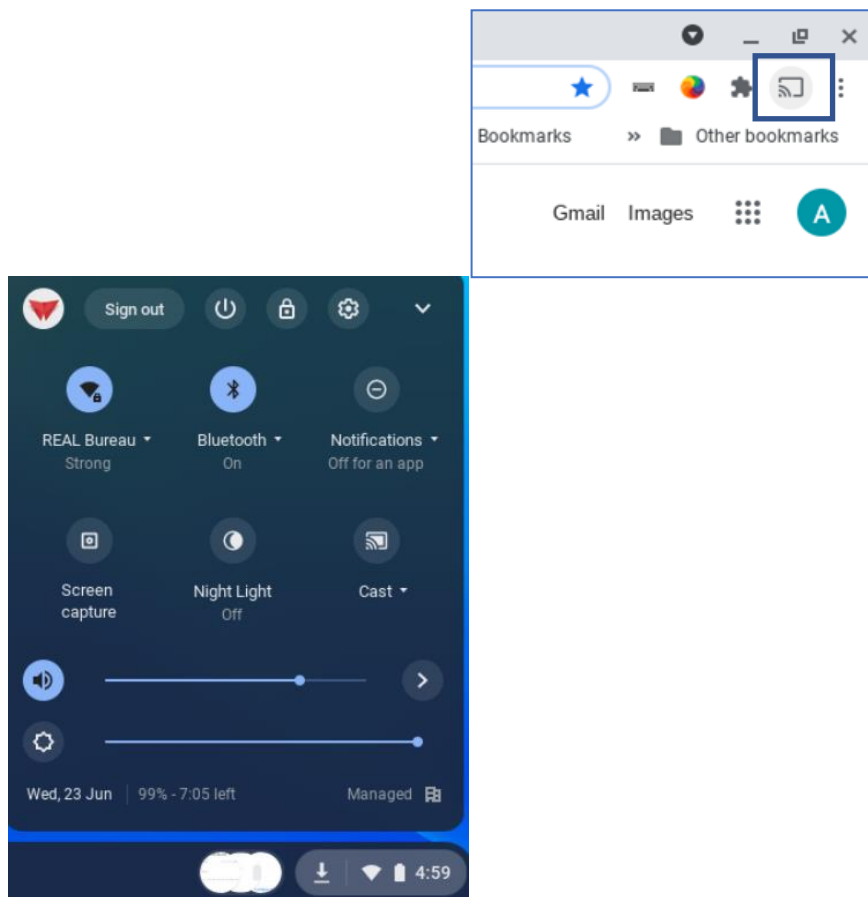 Bookmarks » Other bookmarks
Gmail Images A
Sign out
REAL Bureau Bluetooth Notifications
Strong On Off for an app
Screen capture Night Light Cast
Off
Wed, 23 Jun 99% - 7:05 left Managed
4:59